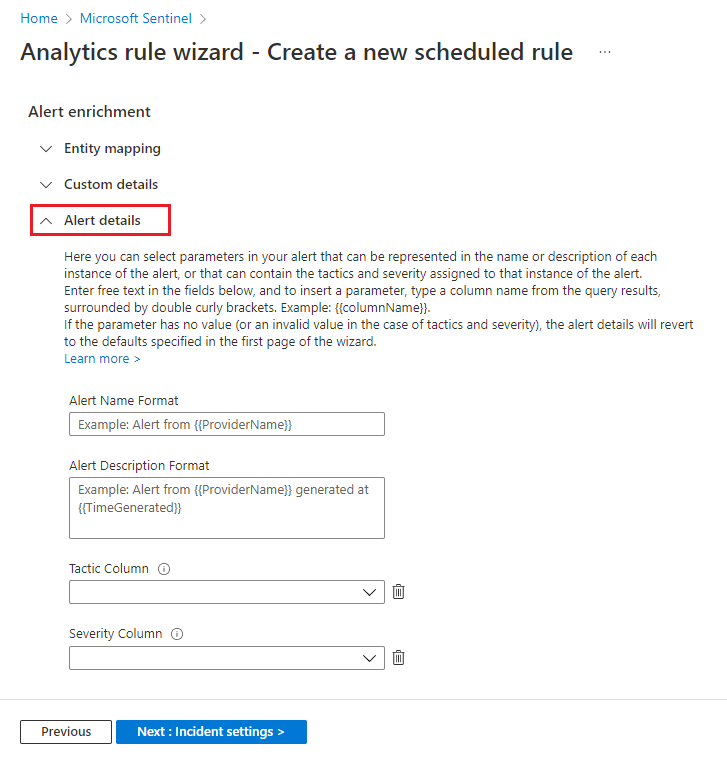 Home > Microsoft Sentinel >
Analytics rule wizard - Create a new scheduled rule ...
Alert enrichment
Entity mapping
Custom details
Alert details
Here you can select parameters in your alert that can be represented in the name or description of each
instance of the alert, or that can contain the tactics and severity assigned to that instance of the alert.
Enter free text in the fields below, and to insert a parameter, type a column name from the query results,
surrounded by double curly brackets. Example: {{columnName}}.
If the parameter has no value (or an invalid value in the case of tactics and severity), the alert details will revert
to the defaults specified in the first page of the wizard.
Learn more >
Alert Name Format
Example: Alert from {{ProviderName}}
Alert Description Format
Example: Alert from {{ProviderName}} generated at
{{TimeGenerated}}
Tactic Column
Severity Column
Previous
Next : Incident settings >